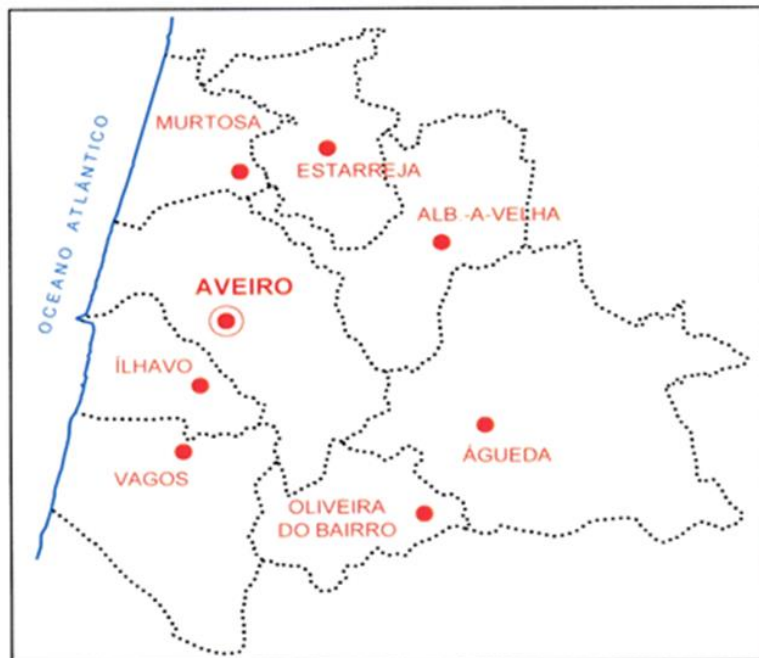 MURTOSA
ESTARREJA
OCEANO ATLÂNTICO
ALB -A-VELHA
AVEIRO
ÍLHAVO
ÁGUEDA
VAGOS
OLIVEIRA
DO BAIRRO